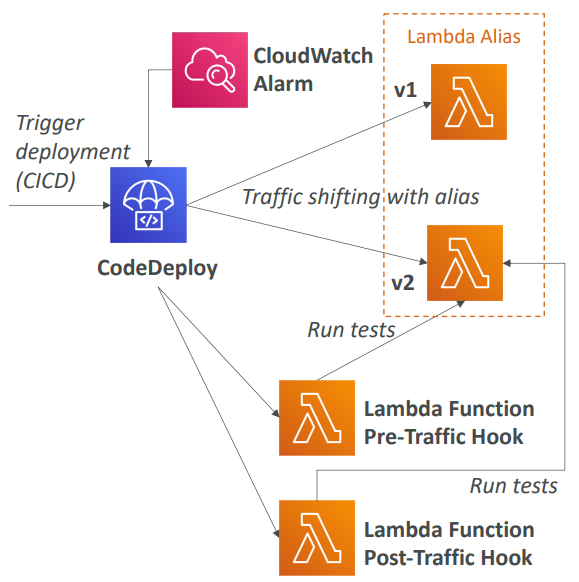 Lambda Alias
CloudWatch
Alarm
v1
Trigger
deployment
(CICD)
Traffic shifting with alias
CodeDeploy
v2
Run tests
Lambda Function
Pre-Traffic Hook
Run tests
Lambda Function
Post-Traffic Hook